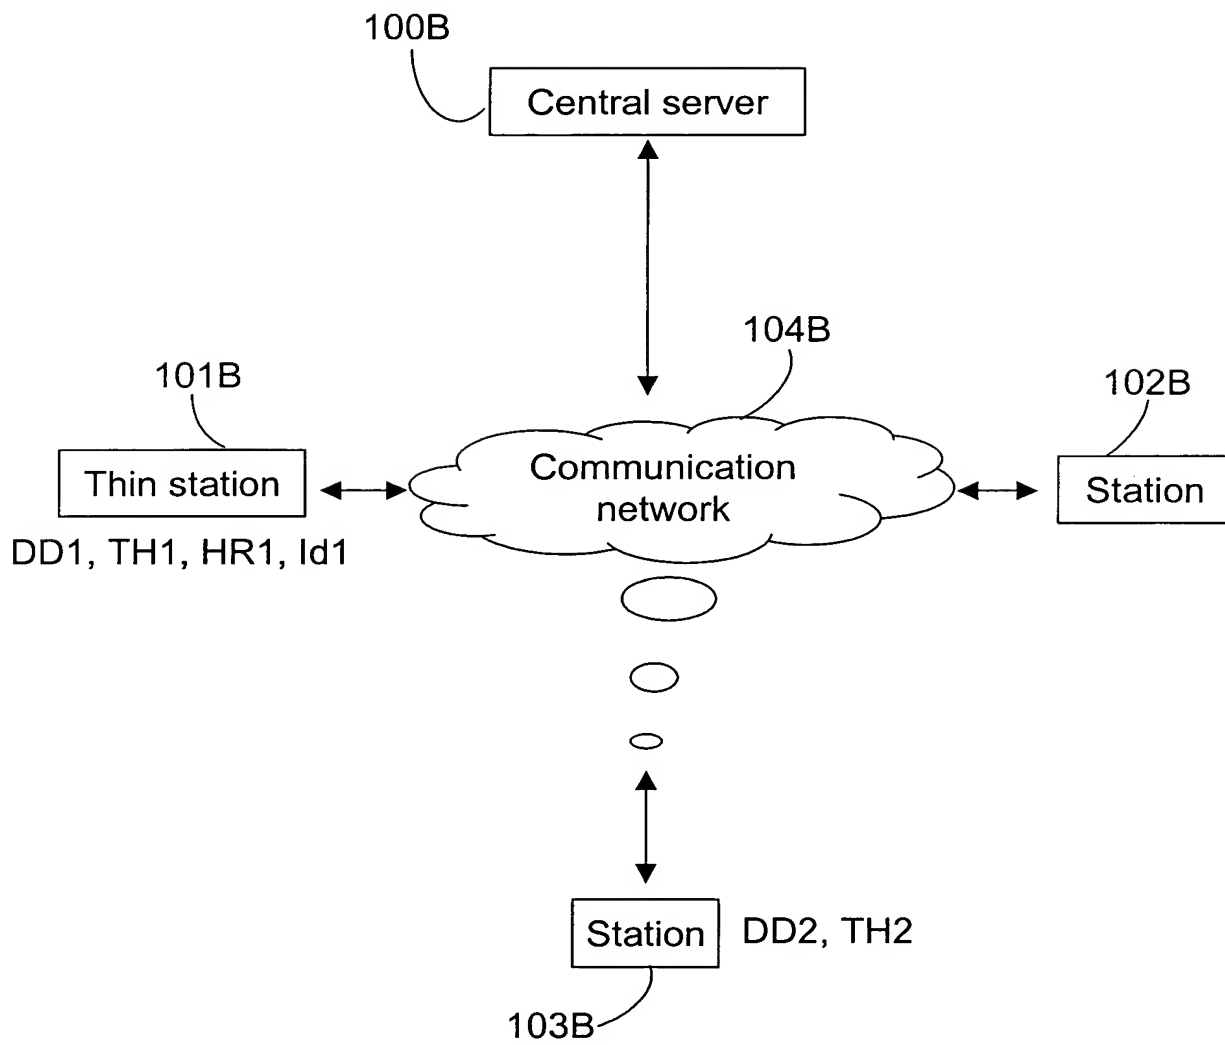 100B
Central server
104B
101B
102B
Thin station
Communication
network
Station
DD1, TH1, HR1, Id1
Station
DD2, TH2
103B